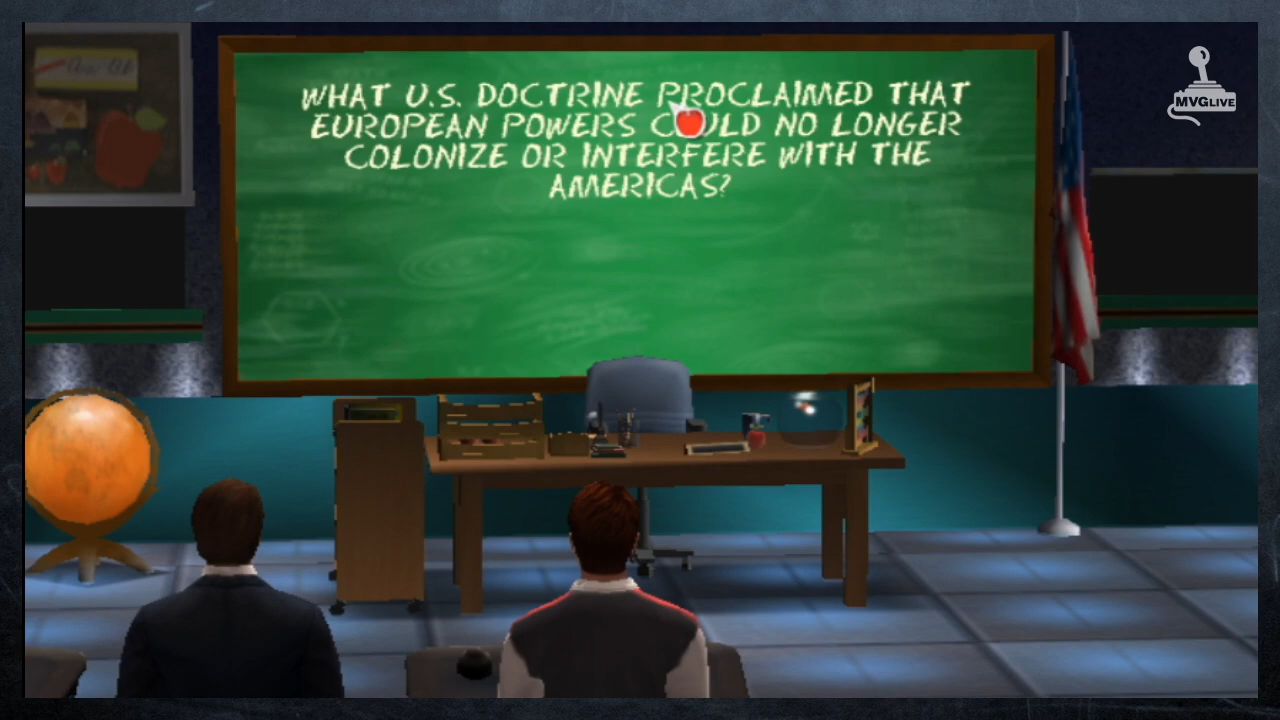 WHAT U.S. DOCTRINE PROCLAIMED THAT
EUROPEAN POWERS COULD NO LONGER
COLONIZE OR INTERFERE WITH THE
AMERICAS?
MVGLIVE